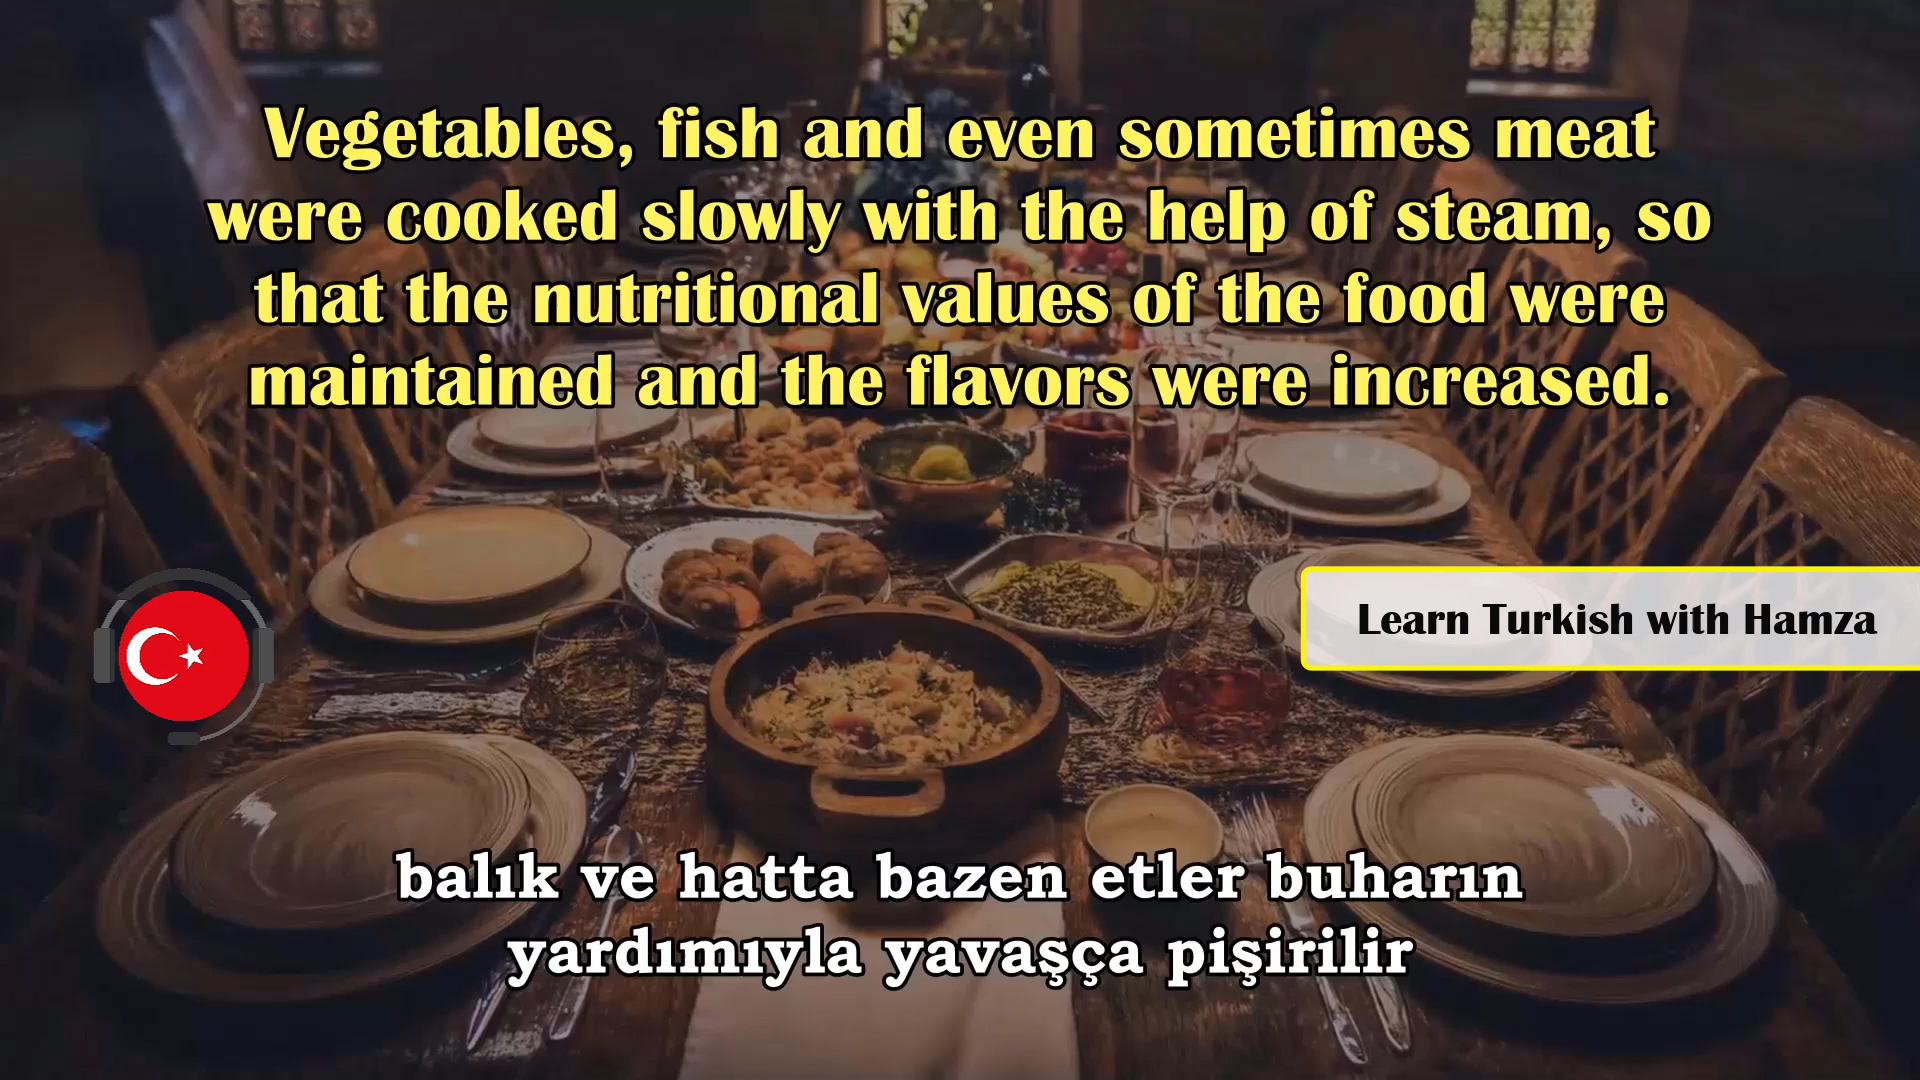 Vegetables, fish and even sometimes meat
were cooked slowly with the help of steam, so
that the nutritional values of the food were
maintained and the flavors were increased.
Learn Turkish with Hamza
balık ve hatta bazen etler buharın
yardımıyla yavaşça pişirilir